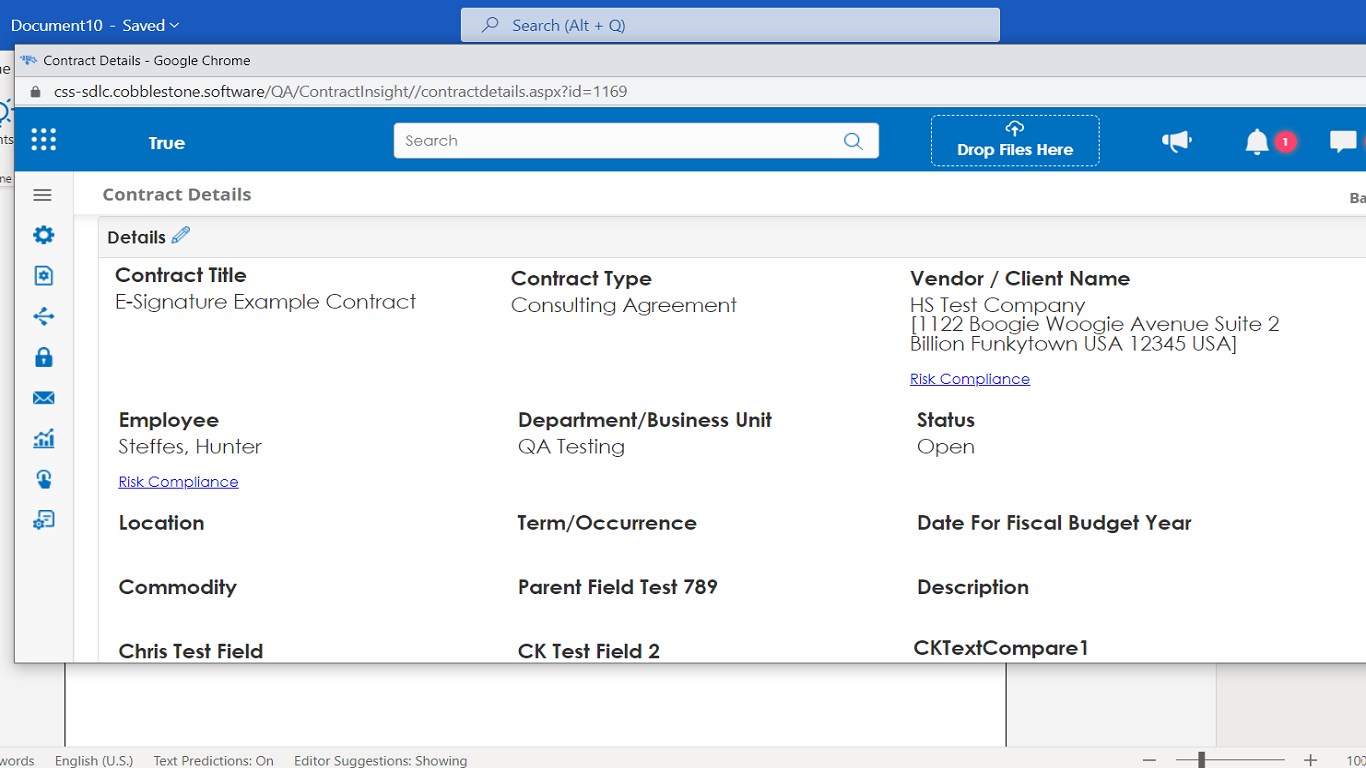 Document10 - Saved
Search (Alt + Q)
Contract Details - Google Chrome
css-sdlc.cobblestone.software/QA/ContractInsight//contractdetails.aspx?id=1169
True
Search
Drop Files Here
1
Contract Details
Ba
Details
Contract Title
E-Signature Example Contract
Contract Type
Consulting Agreement
Vendor / Client Name
HS Test Company
[1122 Boogie Woogie Avenue Suite 2
Billion Funkytown USA 12345 USA]
Risk Compliance
Employee
Steffes, Hunter
Risk Compliance
Department/Business Unit
QA Testing
Status
Open
Location
Term/Occurrence
Date For Fiscal Budget Year
Commodity
Parent Field Test 789
Description
Chris Test Field
CK Test Field 2
CKTextCompare1
words
English (U.S.)
Text Predictions: On
Editor Suggestions: Showing
100